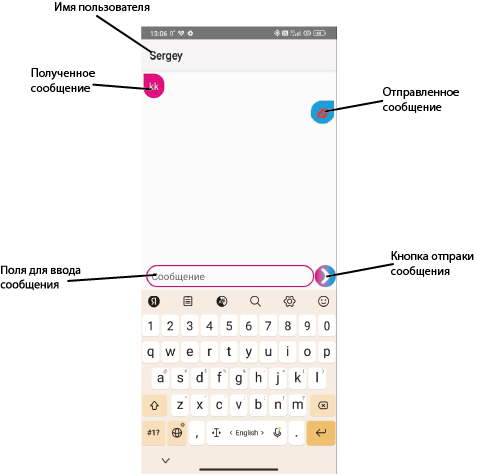 Имя пользователя
13:06
Sergey
Полученное
сообщение
kk
Отправленное
сообщение
Кнопка отпраки
сообщения
Поля для ввода
сообщения
Сообщение
Я
1 2 3 4 5 6 7 8 9 0
q w e r t y u i o p
a s d f g h j k l
z x c v b n m
#1? , < English > .